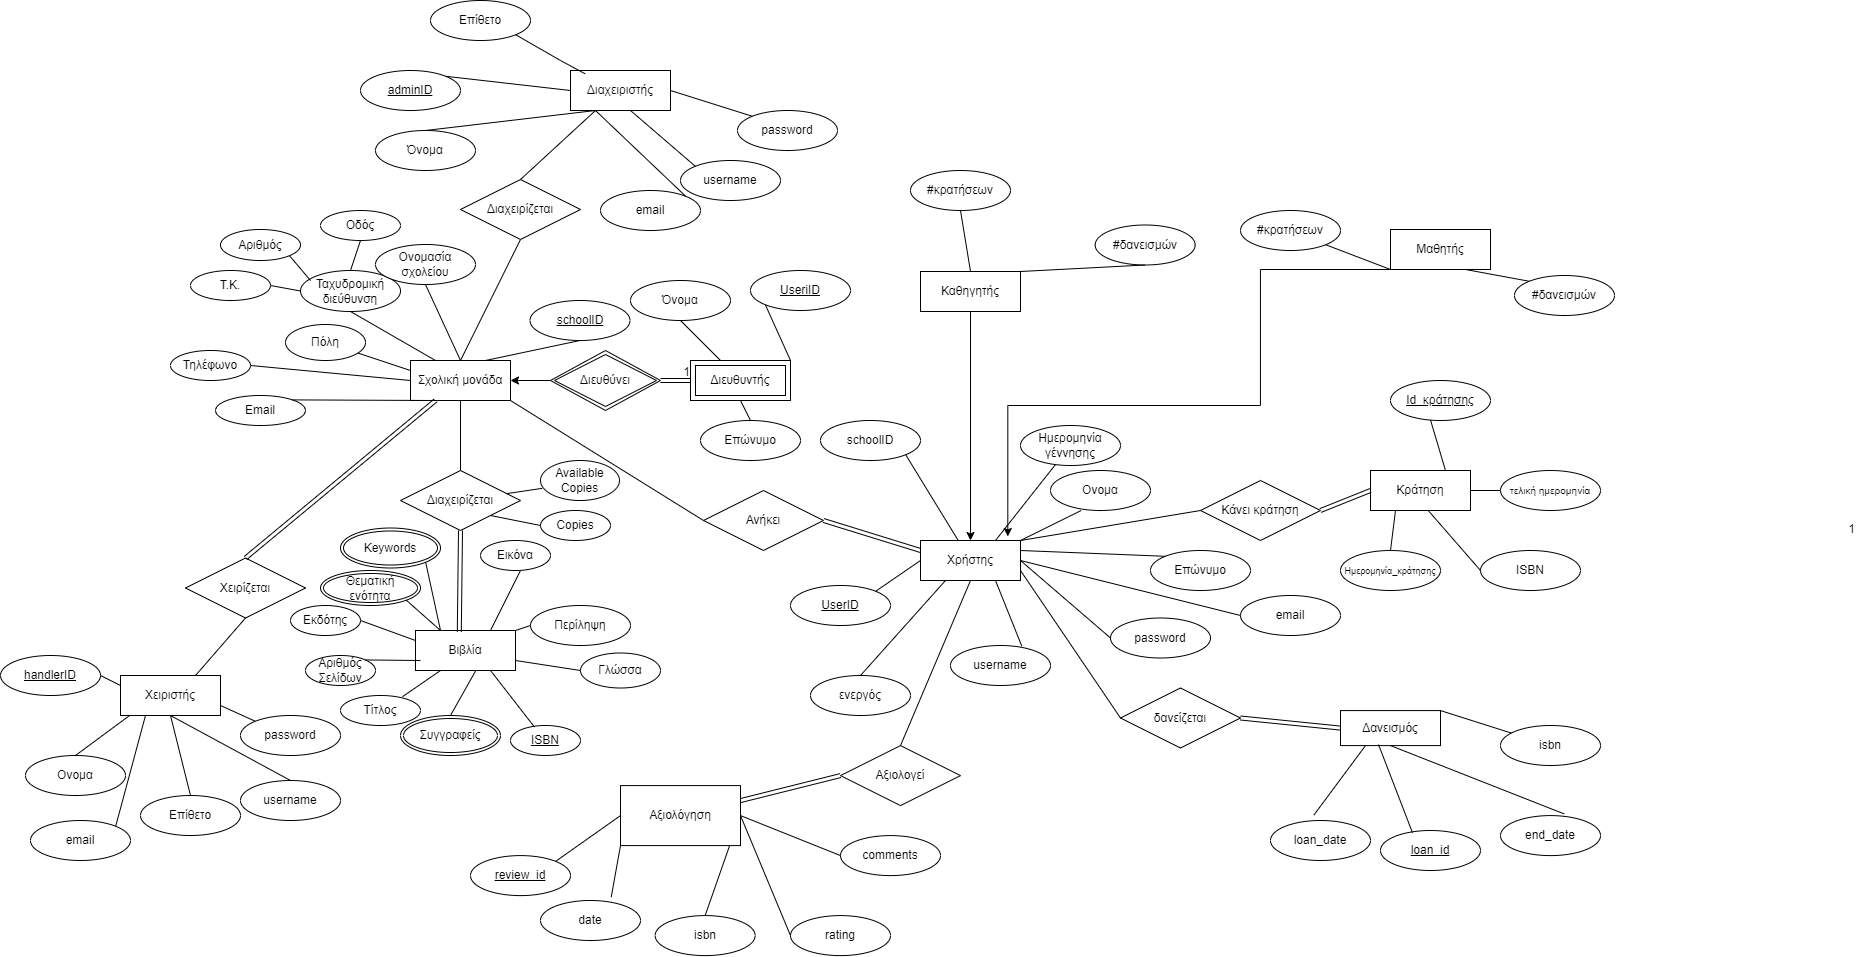 Επίθετο
adminID
Διαχειριστής
password
Όνομα
username
email
Διαχειρίζεται
#κρατήσεων
#κρατήσεων
Μαθητής
#δανεισμών
#δανεισμών
Καθηγητής
Οδός
Αριθμός
Ονομασία
σχολείου
Τ.Κ.
Ταχυδρομική
διεύθυνση
Όνομα
UseriID
schoolID
Πόλη
Τηλέφωνο
Σχολική μονάδα
Διευθύνει
1
Διευθυντής
Email
Επώνυμο
schoolID
Ημερομηνία
γέννησης
Id_κράτησης
Available
Copies
Διαχειρίζεται
Copies
Ονομα
Κράτηση
τελική ημερομηνία
Ανήκει
Κάνει κράτηση
1
Keywords
Εικόνα
Χρήστης
Επώνυμο
Ημερομηνία_κράτησης
ISBN
Χειρίζεται
Θεματική
ενότητα
Εκδότης
UserID
email
Περίληψη
password
Βιβλία
Αριθμός
Σελίδων
Γλώσσα
username
handlerID
Χειριστής
ενεργός
Τίτλος
δανείζεται
Δανεισμός
Συγγραφείς
ISBN
password
isbn
Ονομα
Αξιολογεί
username
Επίθετο
Αξιολόγηση
email
loan_date
loan_id
end_date
comments
review_id
date
isbn
rating